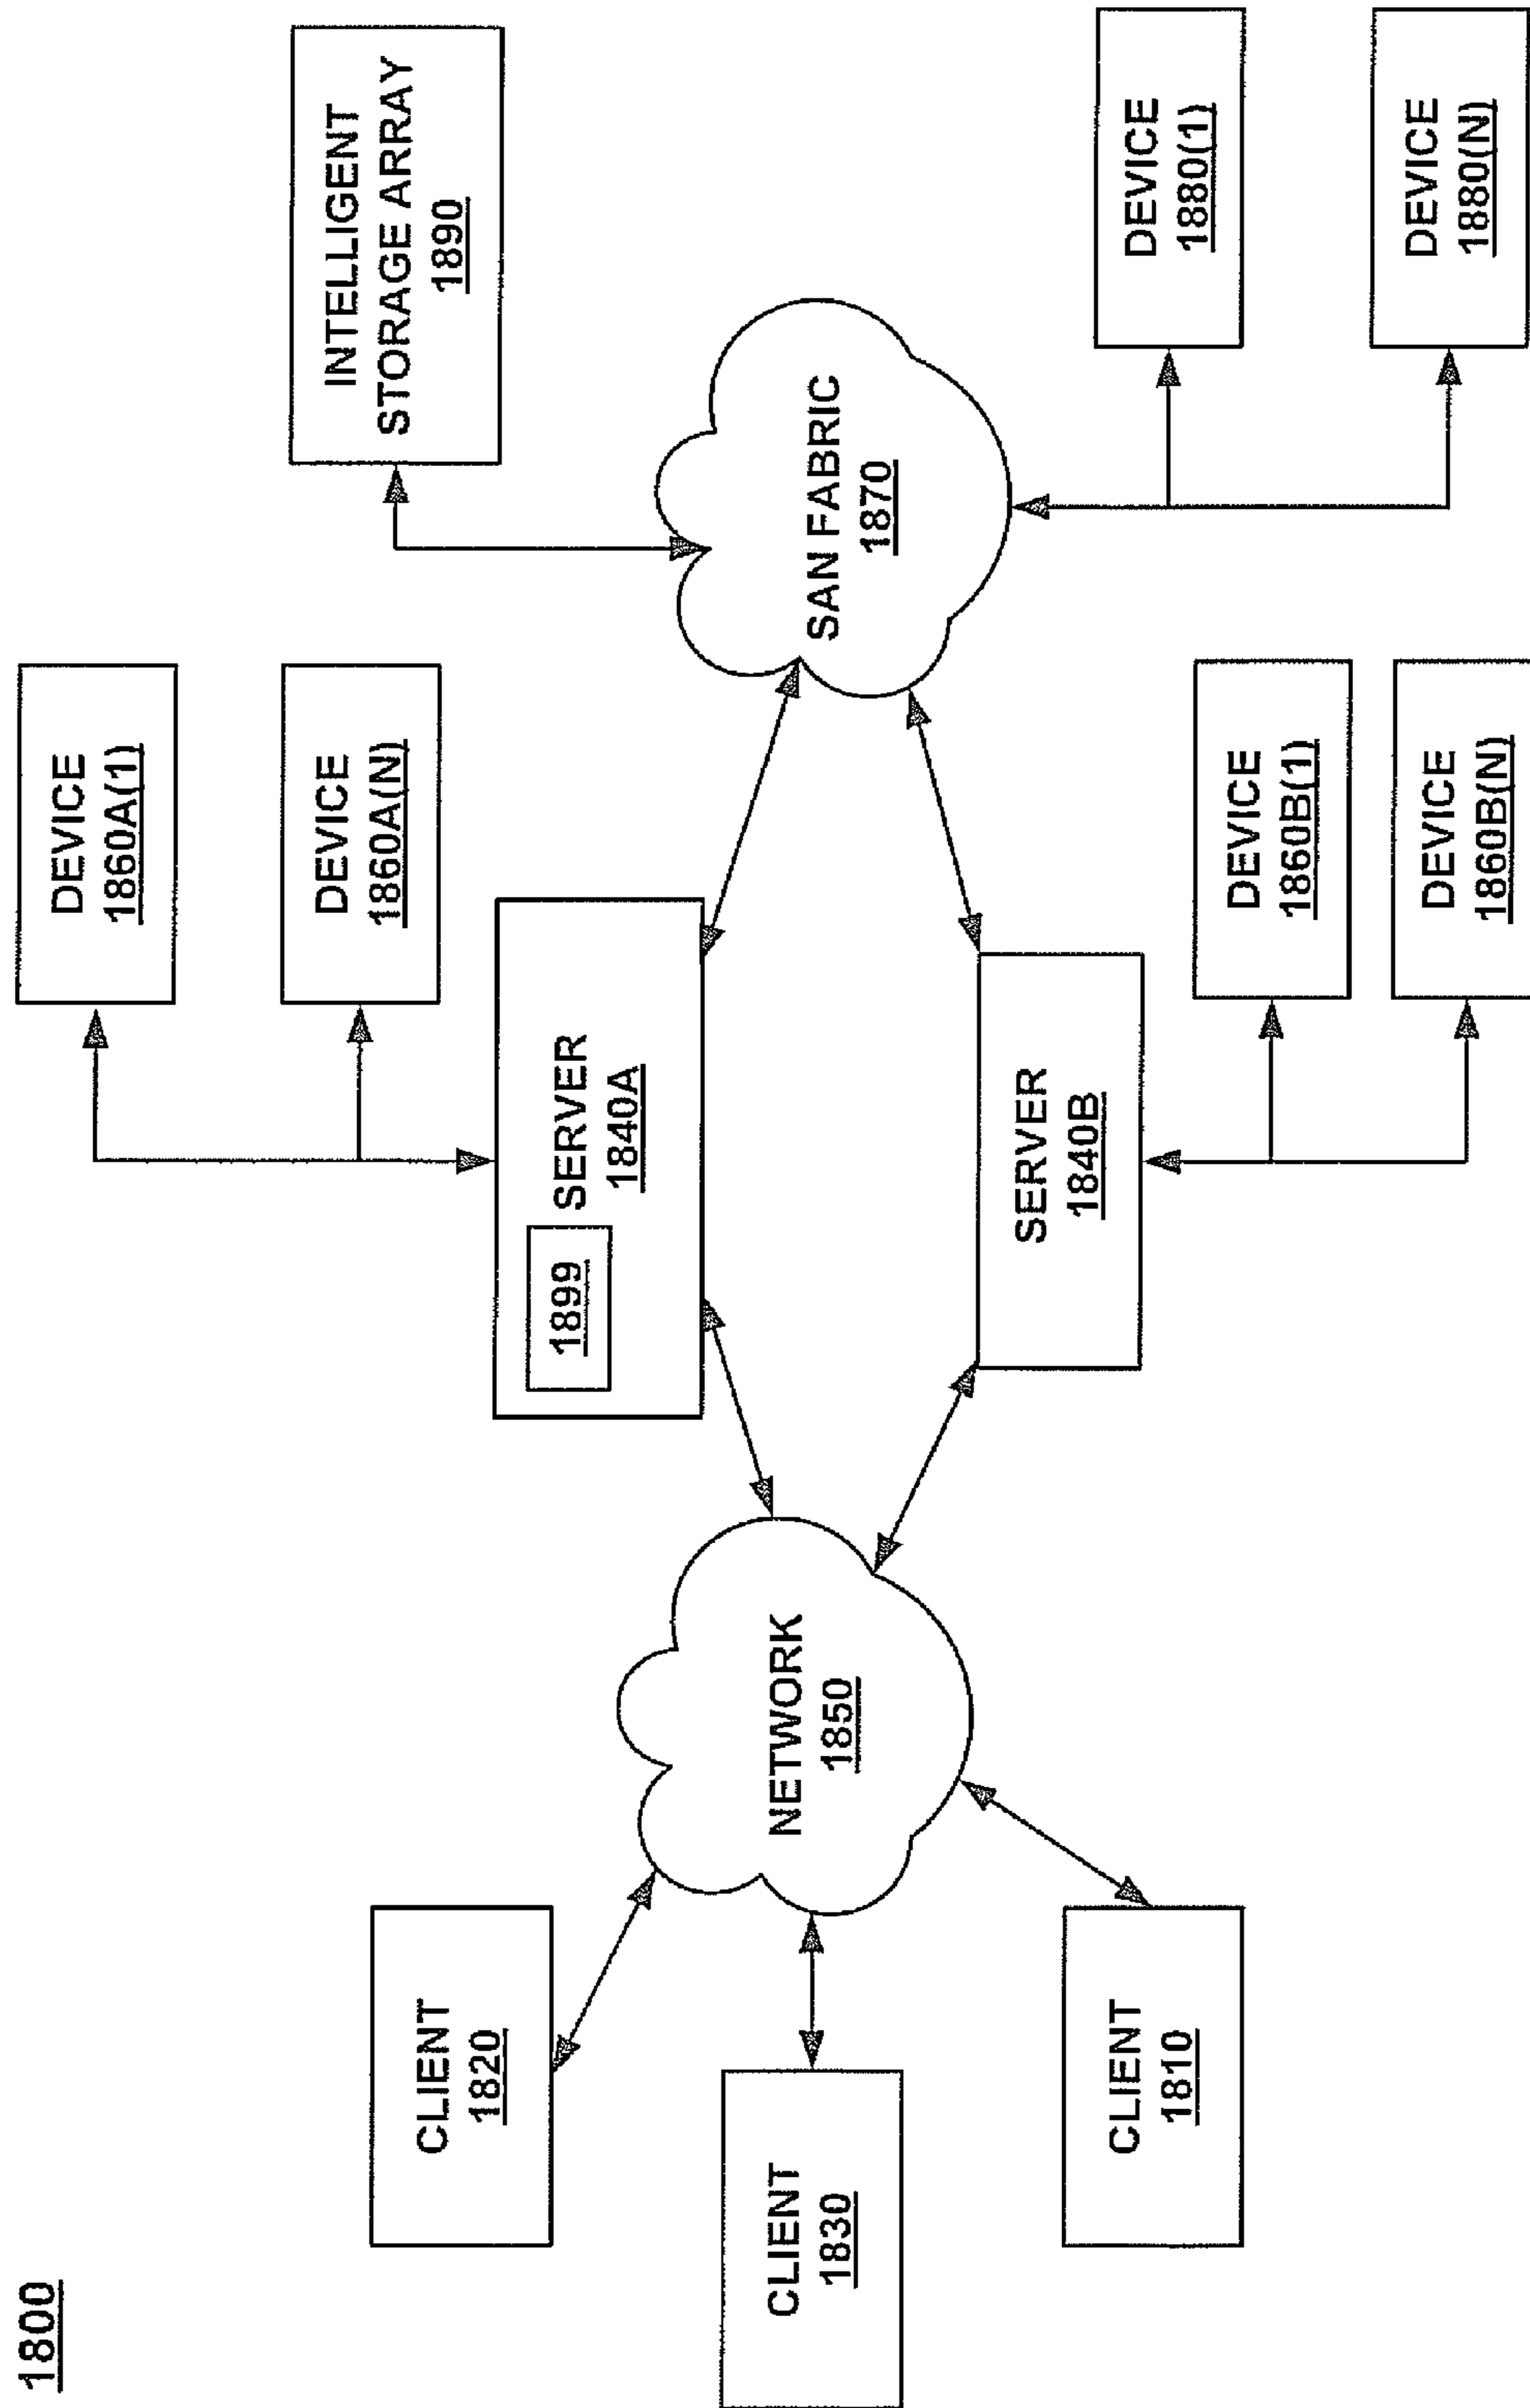 1800
CLIENT
1820
CLIENT
1830
CLIENT
1810
NETWORK
1850
1899
SERVER
1840A
SERVER
1840B
DEVICE
1860A(1)
DEVICE
1860A(N)
DEVICE
1860B(1)
DEVICE
1860B(N)
SAN FABRIC
1870
INTELLIGENT
STORAGE ARRAY
1890
DEVICE
1880(1)
DEVICE
1880(N)